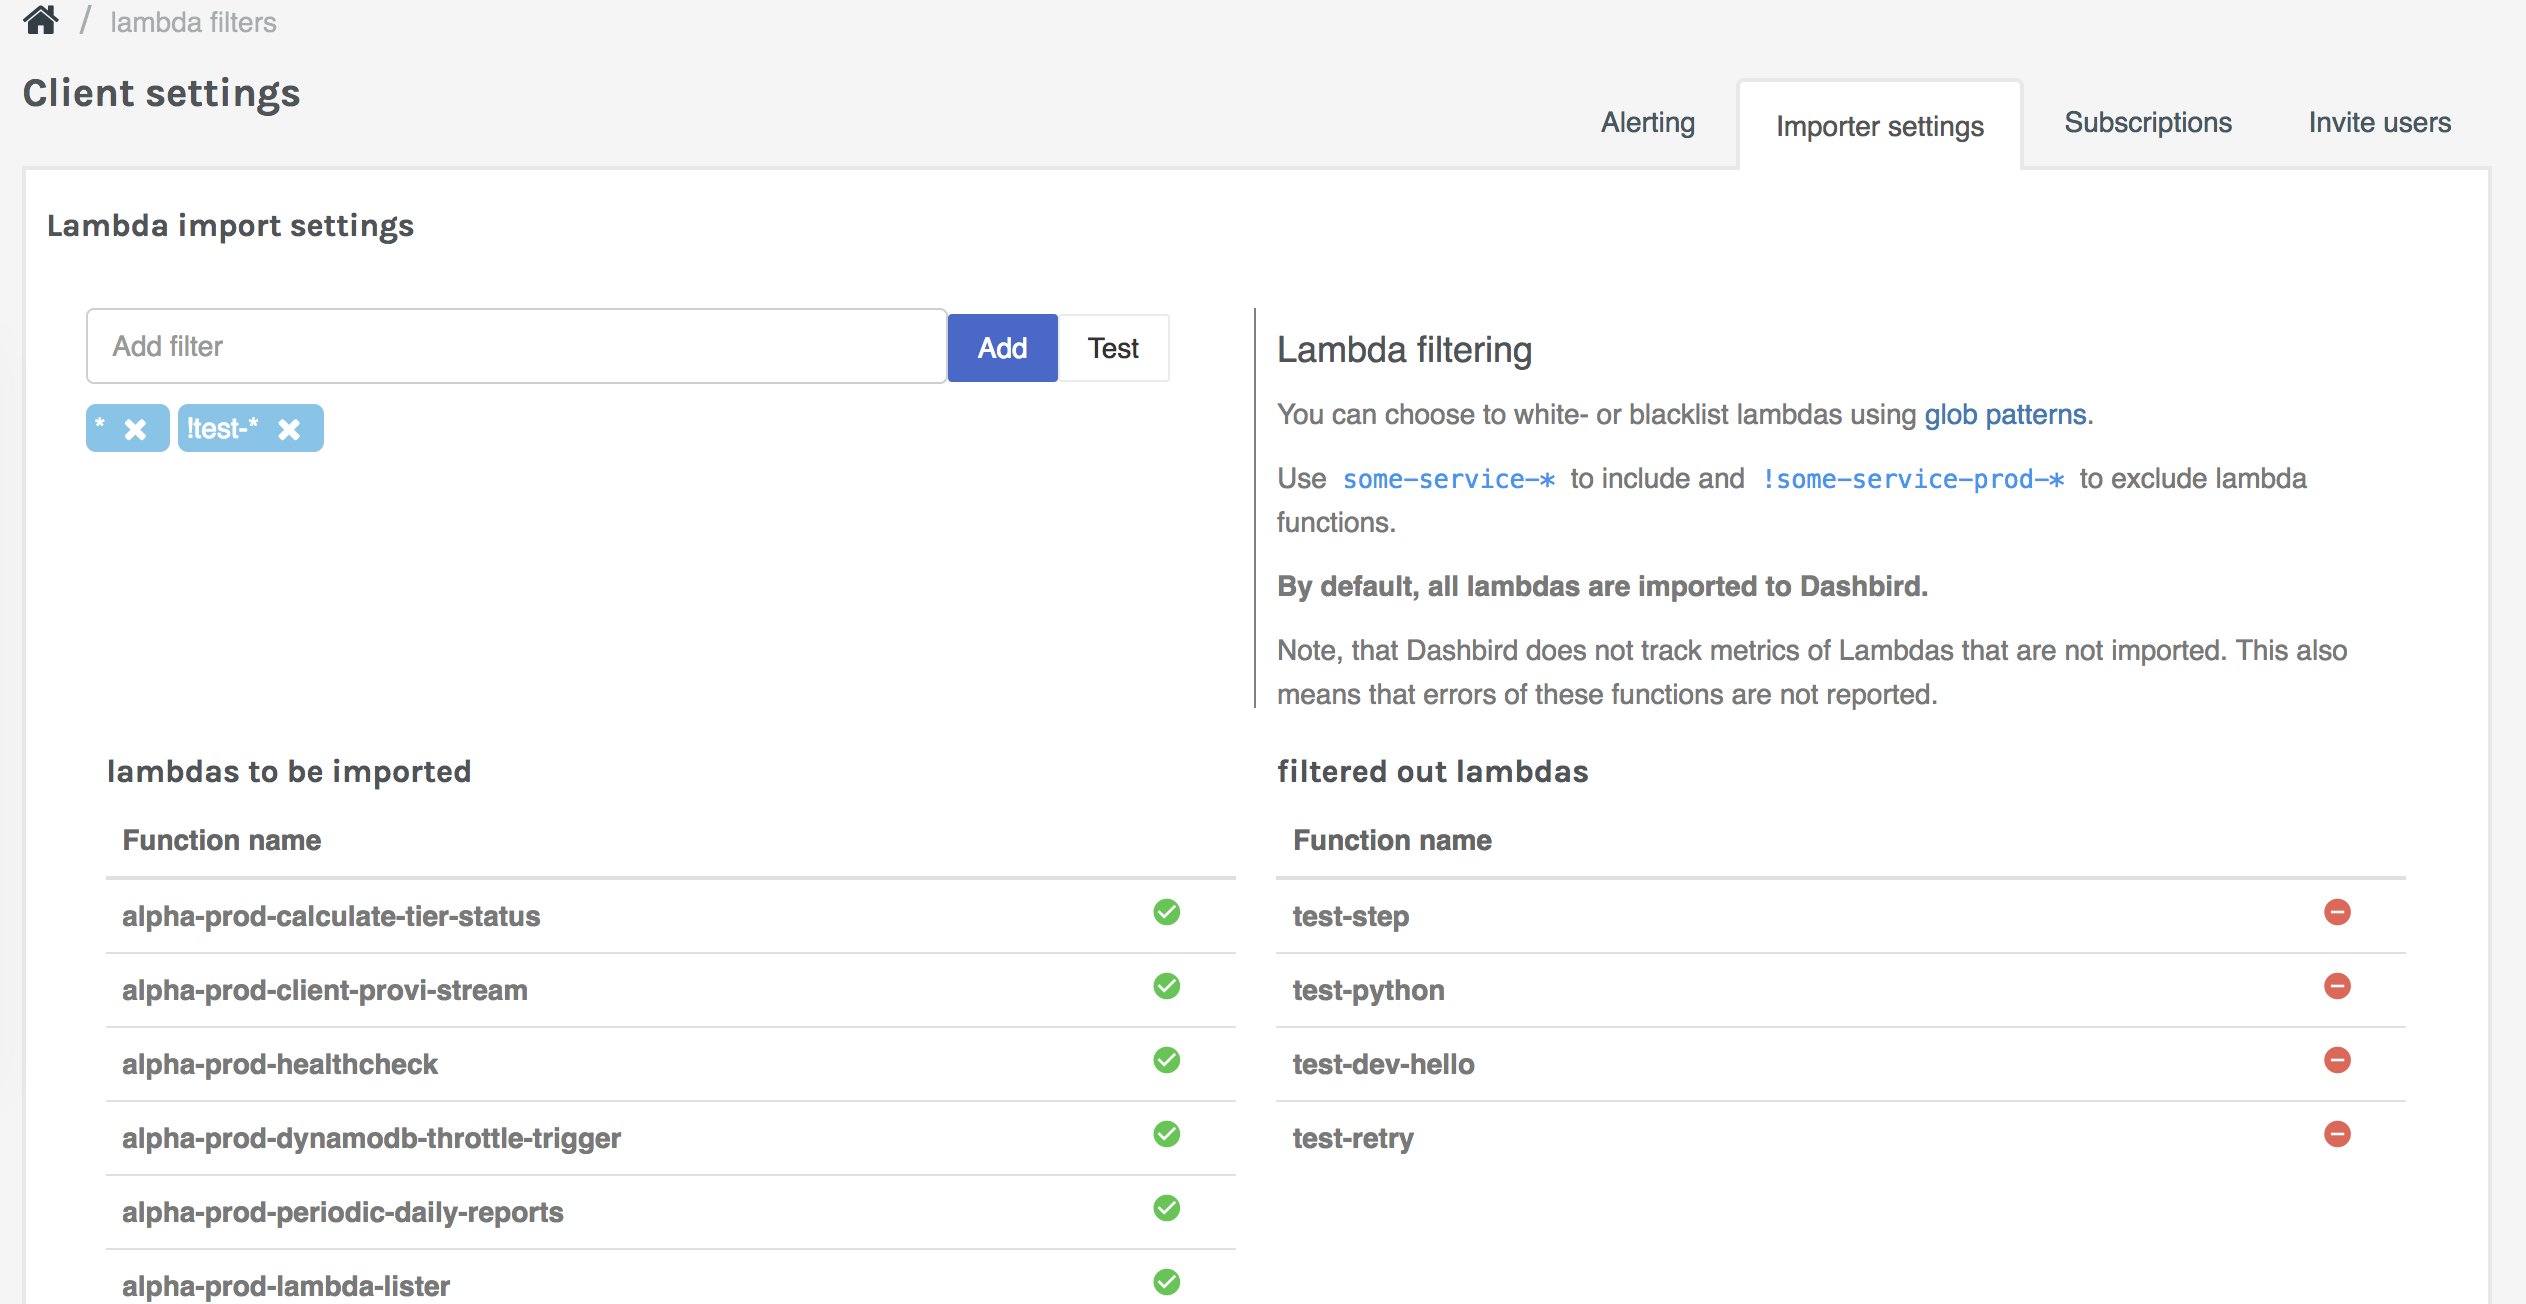 / lambda filters
Client settings
Alerting Importer settings Subscriptions Invite users
Lambda import settings
Add filter Add Test
* !test-*
Lambda filtering
You can choose to white- or blacklist lambdas using glob patterns.
Use some-service-* to include and !some-service-prod-* to exclude lambda
functions.
By default, all lambdas are imported to Dashbird.
Note, that Dashbird does not track metrics of Lambdas that are not imported. This also
means that errors of these functions are not reported.
lambdas to be imported
Function name
alpha-prod-calculate-tier-status
alpha-prod-client-provi-stream
alpha-prod-healthcheck
alpha-prod-dynamodb-throttle-trigger
alpha-prod-periodic-daily-reports
alpha-prod-lambda-lister
filtered out lambdas
Function name
test-step
test-python
test-dev-hello
test-retry